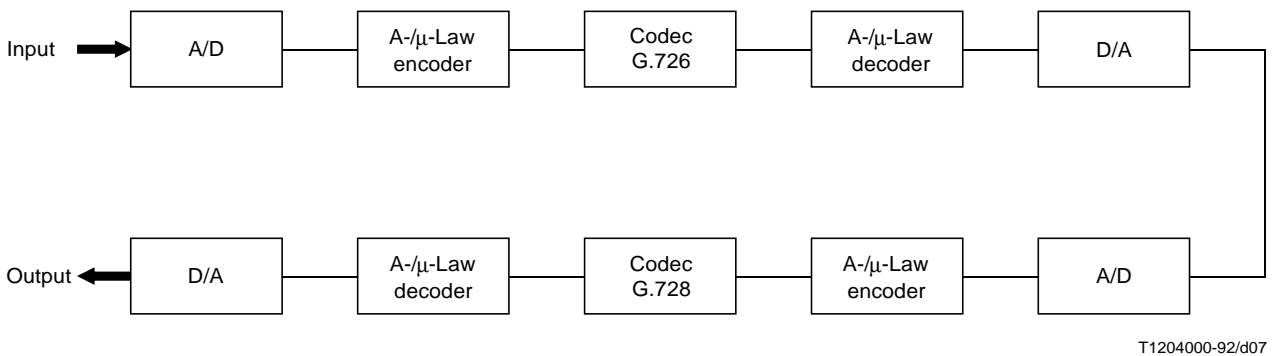 Input
A/D
A-/μ-Law
encoder
Codec
G.726
A-/μ-Law
decoder
D/A
Output
D/A
A-/μ-Law
decoder
Codec
G.728
A-/μ-Law
encoder
A/D
T1204000-92/d07